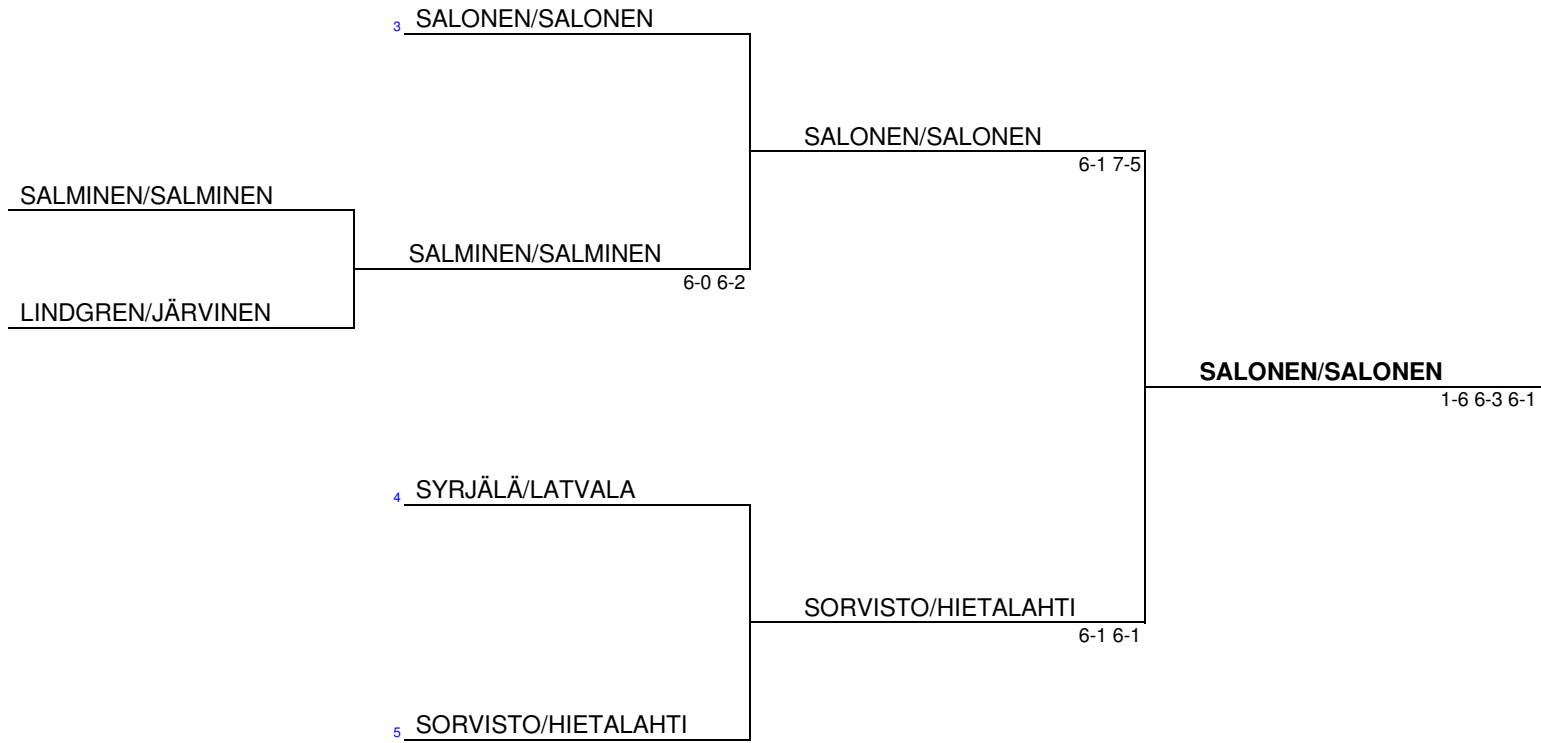 3 SALONEN/SALONEN
SALONEN/SALONEN
6-1 7-5
SALMINEN/SALMINEN
SALMINEN/SALMINEN
6-0 6-2
LINDGREN/JÄRVINEN
SALONEN/SALONEN
1-6 6-3 6-1
4 SYRJÄLÄ/LATVALA
SORVISTO/HIETALAHTI
6-1 6-1
5 SORVISTO/HIETALAHTI